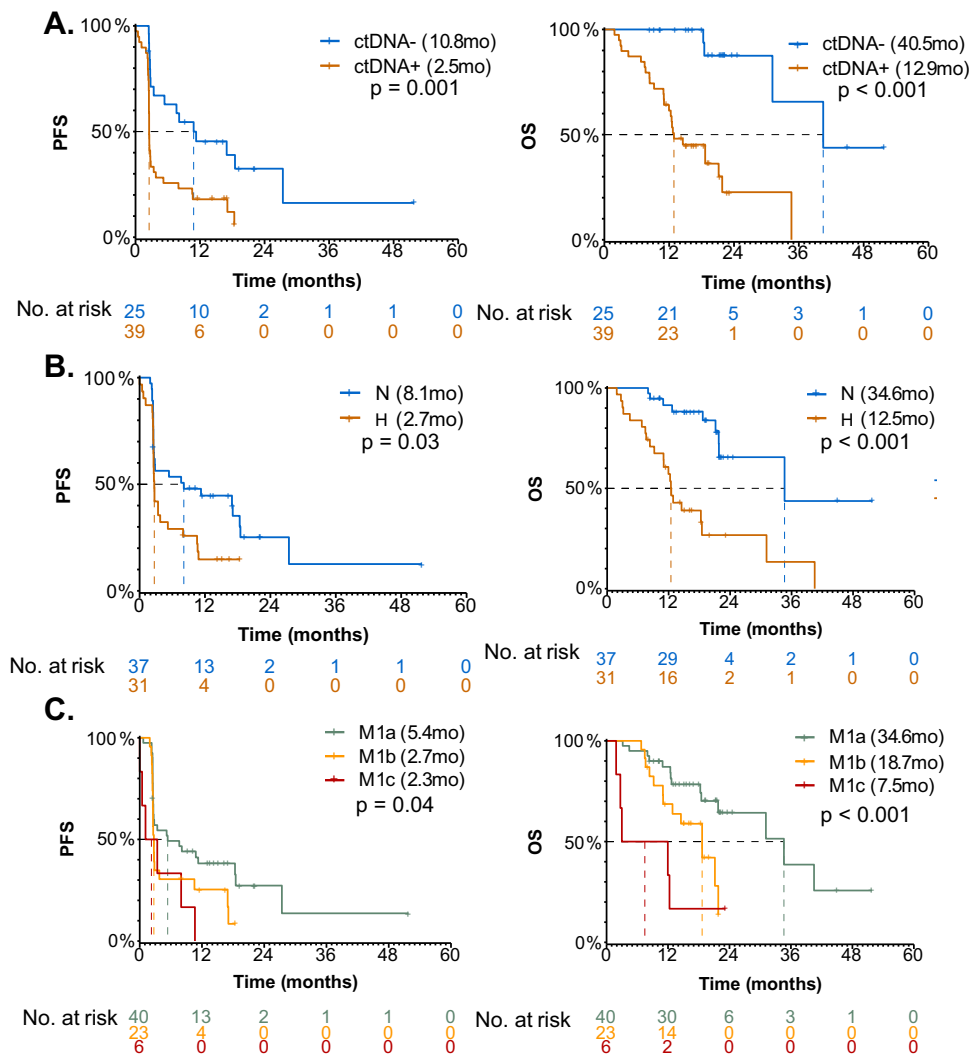 A.
100%
50%
0%
PFS
ctDNA- (10.8mo)
ctDNA+ (2.5mo)
p = 0.001
0 12 24 36 48 60
Time (months)
No. at risk
25 10 2 1 1 0
39 6 0 0 0 0
100%
50%
0%
OS
ctDNA- (40.5mo)
ctDNA+ (12.9mo)
p < 0.001
0 12 24 36 48 60
Time (months)
No. at risk
25 21 5 3 1 0
39 23 1 0 0 0
B.
100%
50%
0%
PFS
N (8.1mo)
H (2.7mo)
p = 0.03
0 12 24 36 48 60
Time (months)
No. at risk
37 13 2 1 1 0
31 4 0 0 0 0
100%
50%
0%
OS
N (34.6mo)
H (12.5mo)
p < 0.001
0 12 24 36 48 60
Time (months)
No. at risk
37 29 4 2 1 0
31 16 2 1 0 0
C.
100%
50%
0%
PFS
M1a (5.4mo)
M1b (2.7mo)
M1c (2.3mo)
p = 0.04
0 12 24 36 48 60
Time (months)
No. at risk
40 13 2 1 1 0
23 4 0 0 0 0
6 0 0 0 0 0
100%
50%
0%
OS
M1a (34.6mo)
M1b (18.7mo)
M1c (7.5mo)
p < 0.001
0 12 24 36 48 60
Time (months)
No. at risk
40 30 6 3 1 0
23 14 0 0 0 0
6 2 0 0 0 0